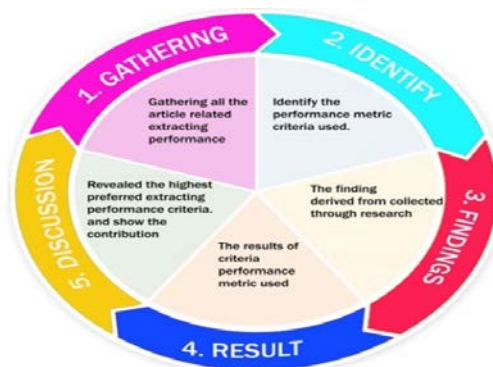 1. GATHERING
Gathering all the
article related
extracting
performance
2. IDENTIFY
Identify the
performance metric
criteria used.
3. FINDINGS
The finding
derived from collected
through research
4. RESULT
The results of
criteria
performance
metric used
5. DISCUSSION
Revealed the highest
preferred extracting
performance criteria.
and show the
contribution